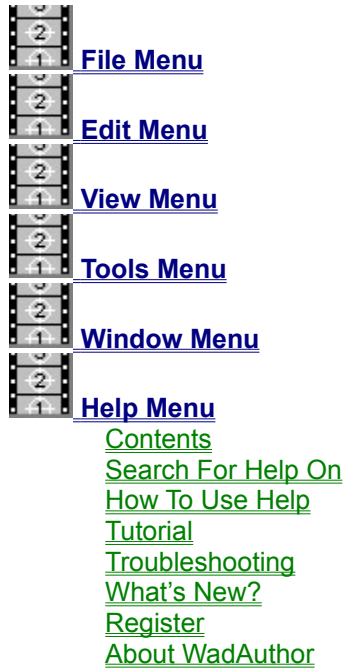 File Menu
Edit Menu
View Menu
Tools Menu
Window Menu
Help Menu
Contents
Search For Help On
How To Use Help
Tutorial
Troubleshooting
What's New?
Register
About WadAuthor